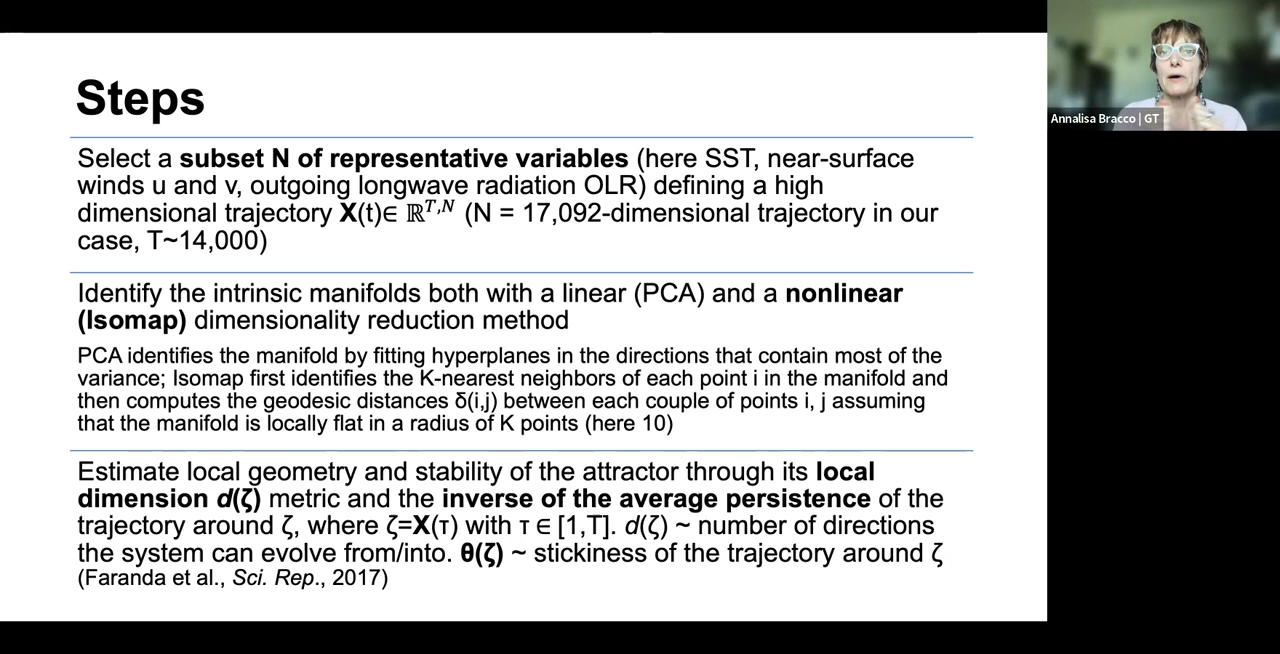 Steps
Select a subset N of representative variables (here SST, near-surface
winds u and v, outgoing longwave radiation OLR) defining a high
dimensional trajectory X(t)∈ ℝ^{T,N} (N = 17,092-dimensional trajectory in our
case, T~14,000)
Identify the intrinsic manifolds both with a linear (PCA) and a nonlinear
(Isomap) dimensionality reduction method
PCA identifies the manifold by fitting hyperplanes in the directions that contain most of the
variance; Isomap first identifies the K-nearest neighbors of each point i in the manifold and
then computes the geodesic distances δ(i,j) between each couple of points i, j assuming
that the manifold is locally flat in a radius of K points (here 10)
Estimate local geometry and stability of the attractor through its local
dimension d(ζ) metric and the inverse of the average persistence of the
trajectory around ζ, where ζ=X(τ) with τ ∈ [1,T]. d(ζ) ~ number of directions
the system can evolve from/into. θ(ζ) ~ stickiness of the trajectory around ζ
(Faranda et al., Sci. Rep., 2017)
Annalisa Bracco | GT